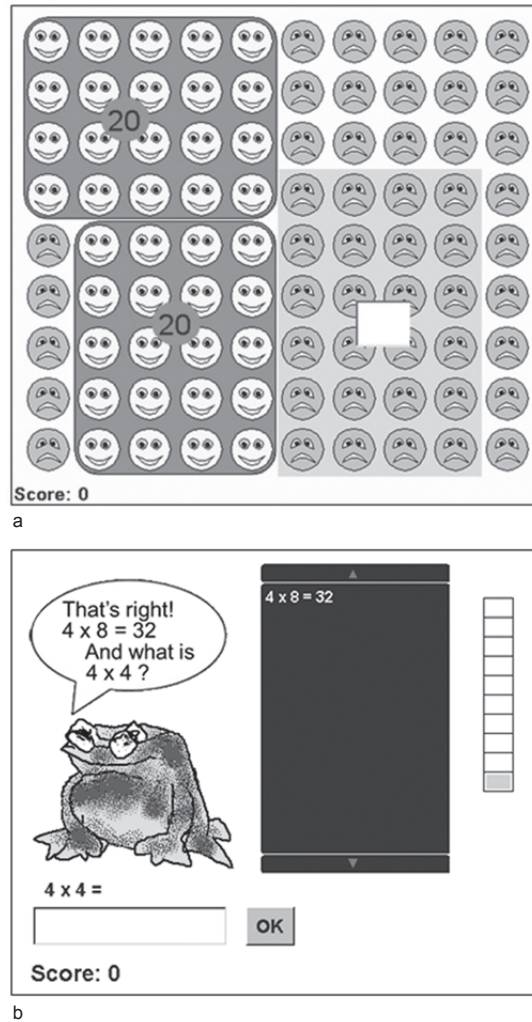 20
20
Score: 0
a
That's right!
4 x 8 = 32
And what is
4 x 4 ?
4 x 8 = 32
4 x 4 =
OK
Score: 0
b